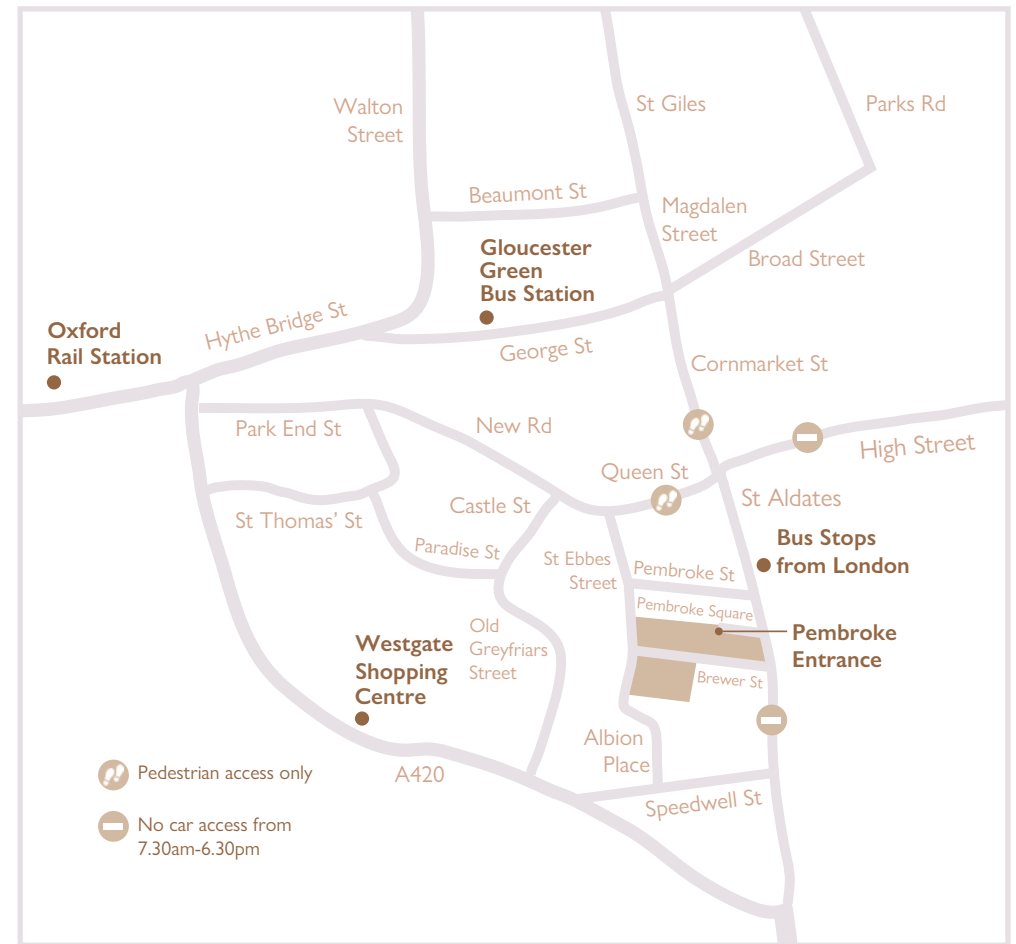 Walton
Street
St Giles
Parks Rd
Beaumont St
Magdalen
Street
Broad Street
Gloucester
Green
Bus Station
Hythe Bridge St
Oxford
Rail Station
George St
Cornmarket St
Park End St
New Rd
High Street
Queen St
St Aldates
Castle St
St Thomas' St
Paradise St
St Ebbes
Street
Bus Stops
from London
Pembroke St
Pembroke Square
Pembroke
Entrance
Old
Greyfriars
Street
Westgate
Shopping
Centre
Brewer St
Albion
Place
A420
Speedwell St
Pedestrian access only
No car access from
7.30am-6.30pm